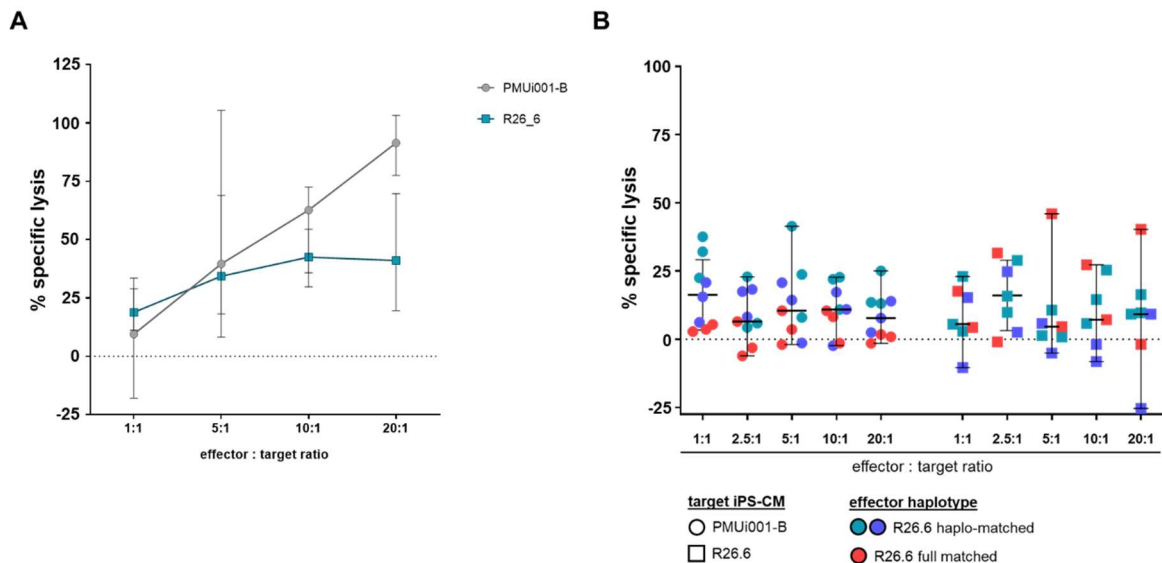 A
125
100
75
50
25
0
-25
% specific lysis
1:1
5:1
10:1
20:1
effector : target ratio
PMUi001-B
R26_6
B
100
75
50
25
0
-25
% specific lysis
1:1 2.5:1 5:1 10:1 20:1 1:1 2.5:1 5:1 10:1 20:1
effector : target ratio
target iPS-CM
PMUi001-B
R26.6
effector haplotype
R26.6 haplo-matched
R26.6 full matched